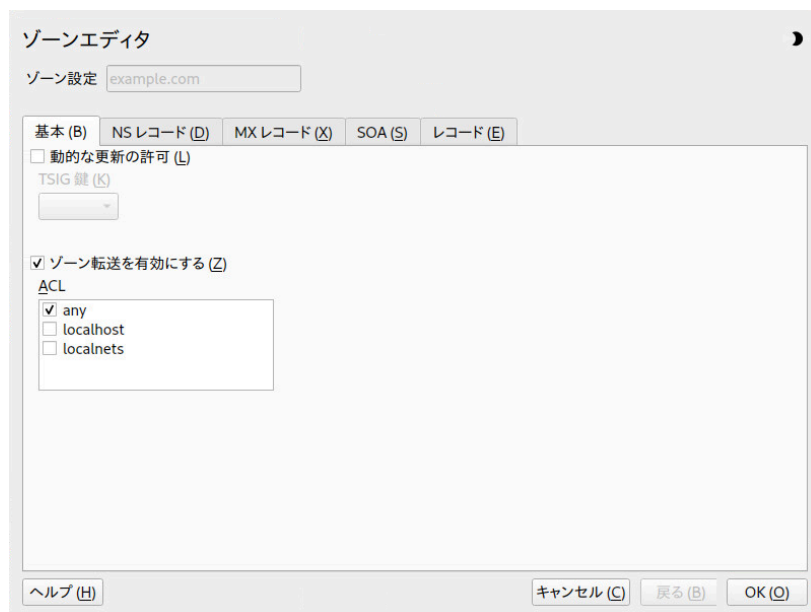 ゾーンエディタ
ゾーン設定 example.com
基本 (B) NS レコード (D) MX レコード (X) SOA (S) レコード (E)
動的な更新の許可 (L)
TSIG 鍵 (K)
ゾーン転送を有効にする (Z)
ACL
any
localhost
localnets
ヘルプ (H) キャンセル (C) 戻る (B) OK (O)